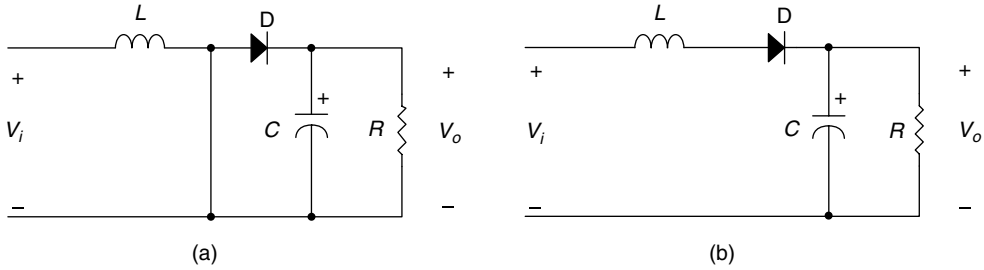 L
D
+
+
+
V_i
C
R
V_o
–
–
(a)
L
D
+
+
+
V_i
C
R
V_o
–
–
(b)